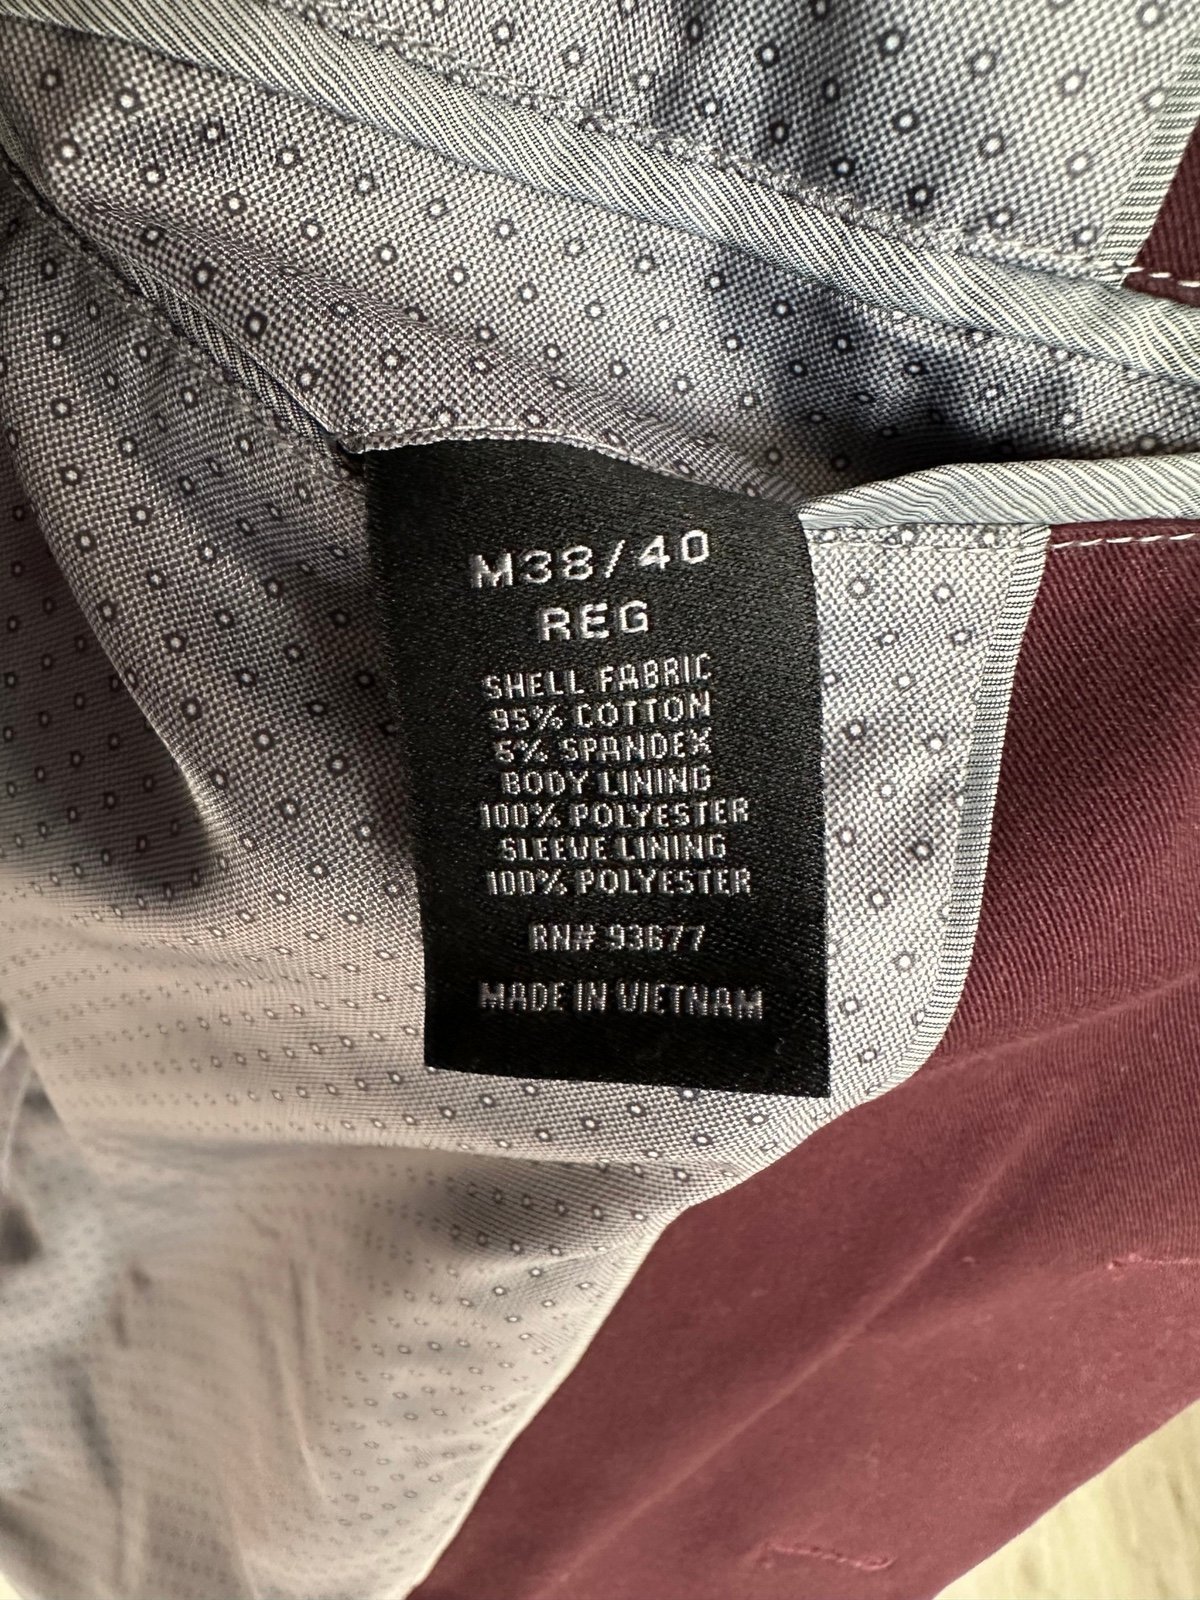 M38/40
REG
SHELL FABRIC
95% COTTON
5% SPANDEX
BODY LINING
100% POLYESTER
SLEEVE LINING
100% POLYESTER
RN# 93677
MADE IN VIETNAM